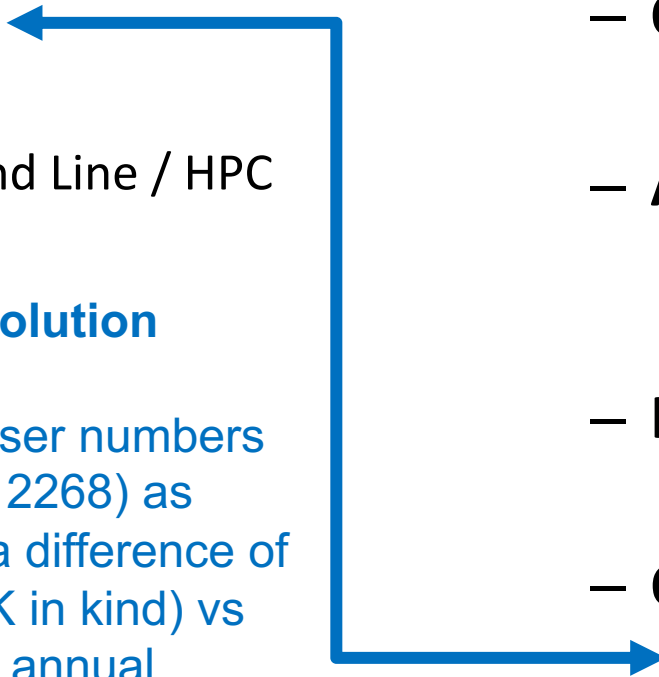 nd Line / HPC
olution
ser numbers
2268) as
a difference of
K in kind) vs
annual
–
– A
–
–